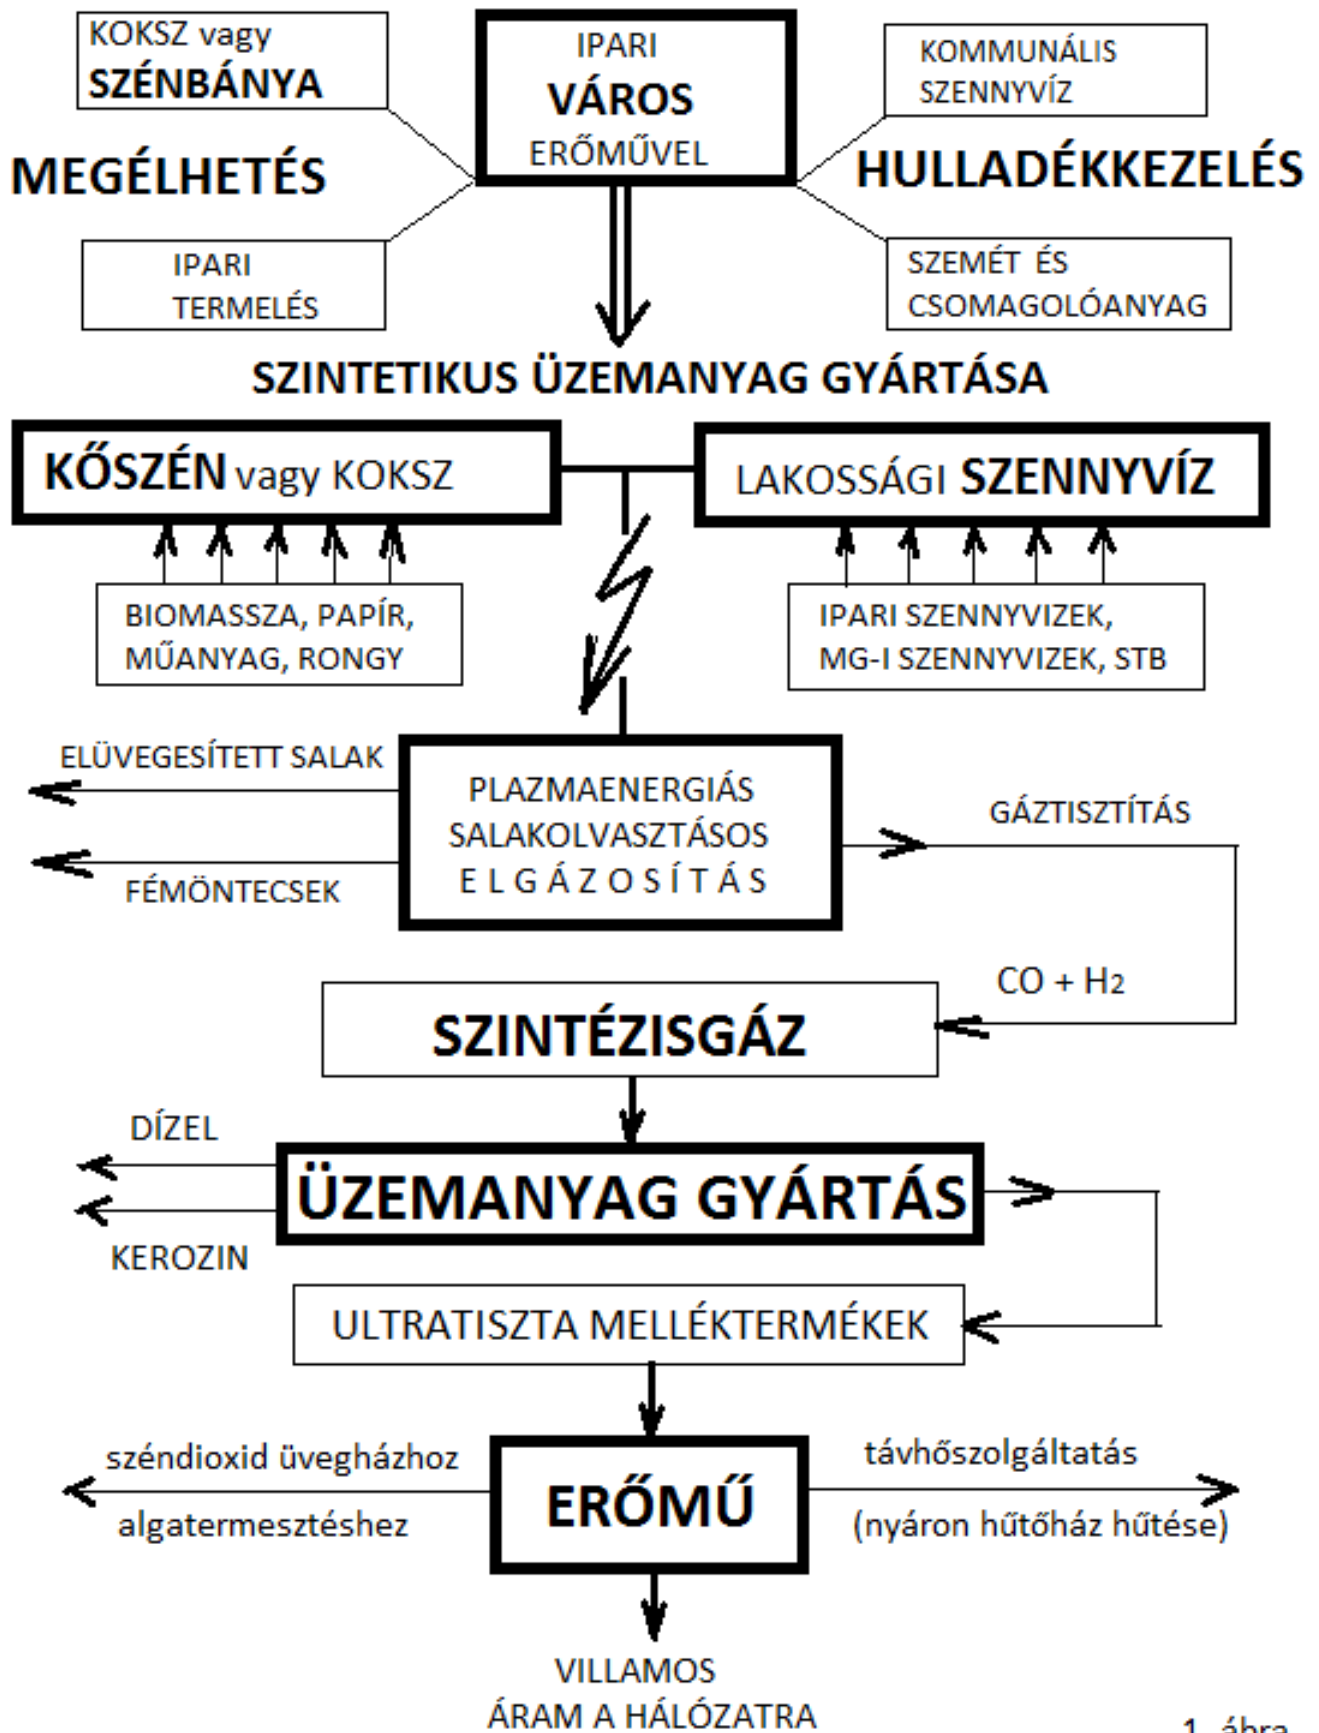 KOKSZ vagy
SZÉNBÁNYA
IPARI
VÁROS
ERŐMŰVEL
KOMMUNÁLIS
SZENNYVÍZ
MEGÉLHETÉS
HULLADÉKKEZELÉS
IPARI
TERMELÉS
SZEMÉT ÉS
CSOMAGOLÓANYAG
SZINTETIKUS ÜZEMANYAG GYÁRTÁSA
KŐSZÉN vagy KOKSZ
LAKOSSÁGI SZENNYVÍZ
BIOMASSZA, PAPÍR,
MŰANYAG, RONGY
IPARI SZENNYVIZEK,
MG-I SZENNYVIZEK, STB
ELÜVEGESÍTETT SALAK
FÉMÖNTECSEK
PLAZMAENERGIÁS
SALAKOLVASZTÁSOS
E L G Á Z O S Í T Á S
GÁZTISZTÍTÁS
CO + H2
SZINTÉZISGÁZ
DÍZEL
ÜZEMANYAG GYÁRTÁS
KEROZIN
ULTRATISZTA MELLÉKTERMÉKEK
széndioxid üvegházhoz
algatermesztéshez
ERŐMŰ
távhőszolgáltatás
(nyáron hűtőház hűtése)
VILLAMOS
ÁRAM A HÁLÓZATRA
1. ábra